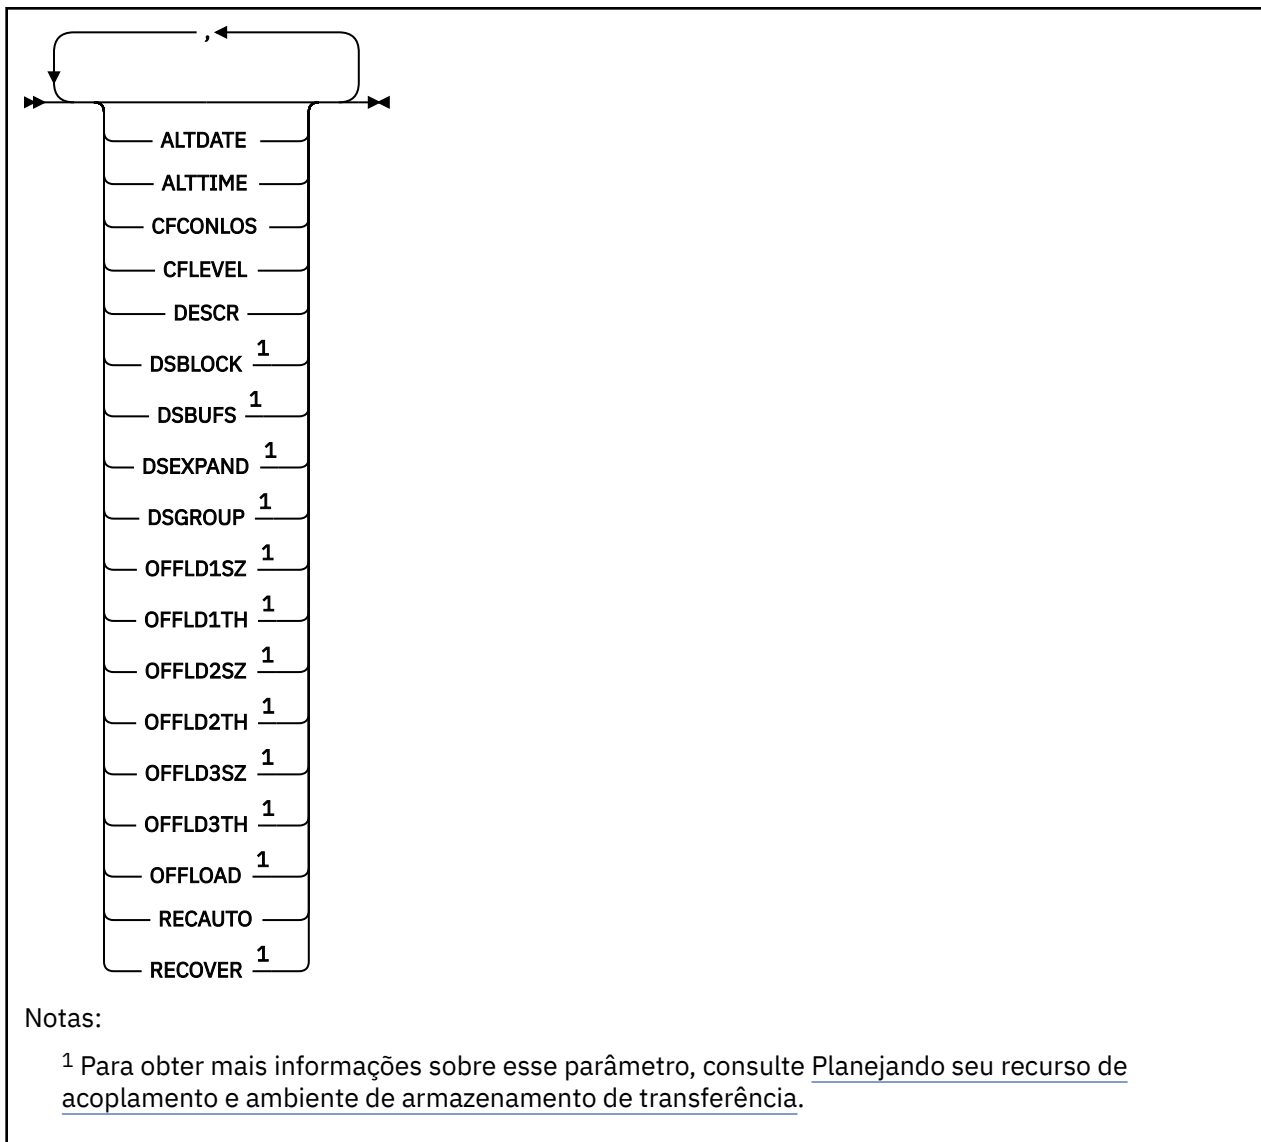 ,
ALTDATE
ALTTIME
CFCONLOS
CFLEVEL
DESCR
DSBLOCK 1
DSBUFS 1
DSEXPAND 1
DSGROUP 1
OFFLD1SZ 1
OFFLD1TH 1
OFFLD2SZ 1
OFFLD2TH 1
OFFLD3SZ 1
OFFLD3TH 1
OFFLOAD 1
RECAUTO
RECOVER 1
Notas:
1 Para obter mais informações sobre esse parâmetro, consulte Planejando seu recurso de
acoplamento e ambiente de armazenamento de transferência.